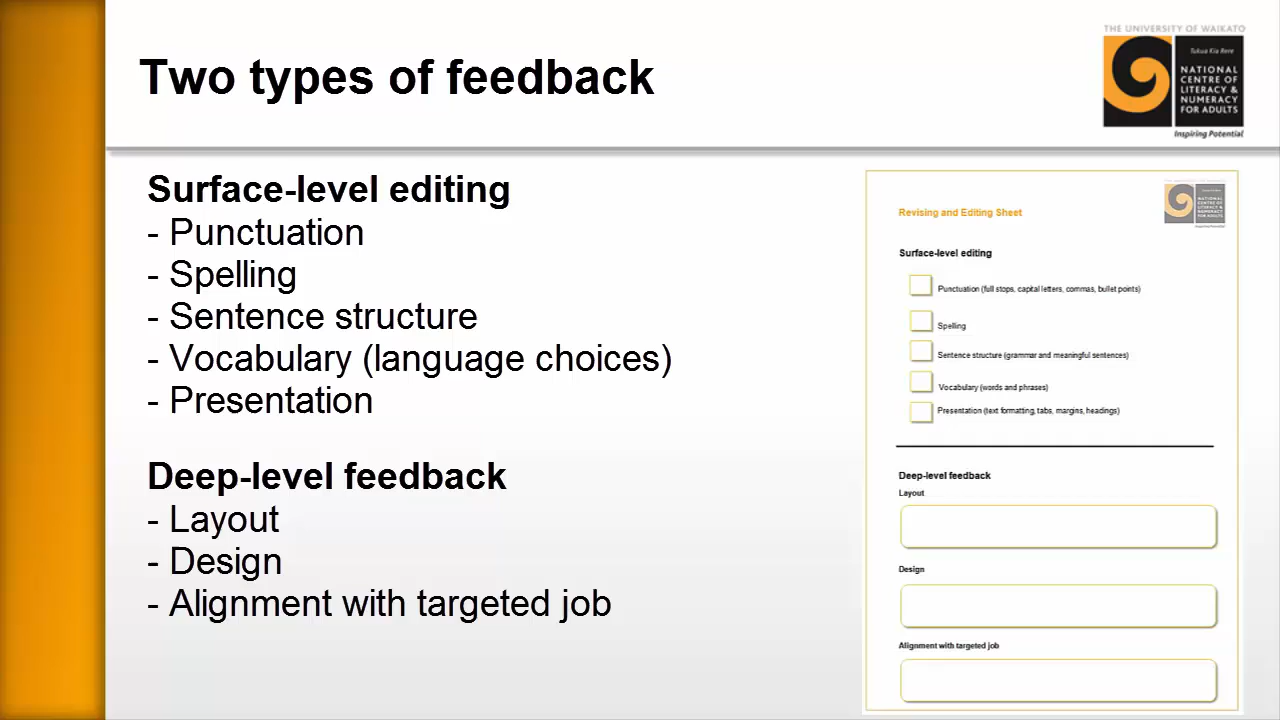 Two types of feedback
THE UNIVERSITY OF WAIKATO
Tukua Kia Rere
NATIONAL
CENTRE OF
LITERACY &
NUMERACY
FOR ADULTS
Inspiring Potential
Surface-level editing
- Punctuation
- Spelling
- Sentence structure
- Vocabulary (language choices)
- Presentation
Deep-level feedback
- Layout
- Design
- Alignment with targeted job
Revising and Editing Sheet
Surface-level editing
Punctuation (full stops, capital letters, commas, bullet points)
Spelling
Sentence structure (grammar and meaningful sentences)
Vocabulary (words and phrases)
Presentation (text formatting, tabs, margins, headings)
Deep-level feedback
Layout
Design
Alignment with targeted job